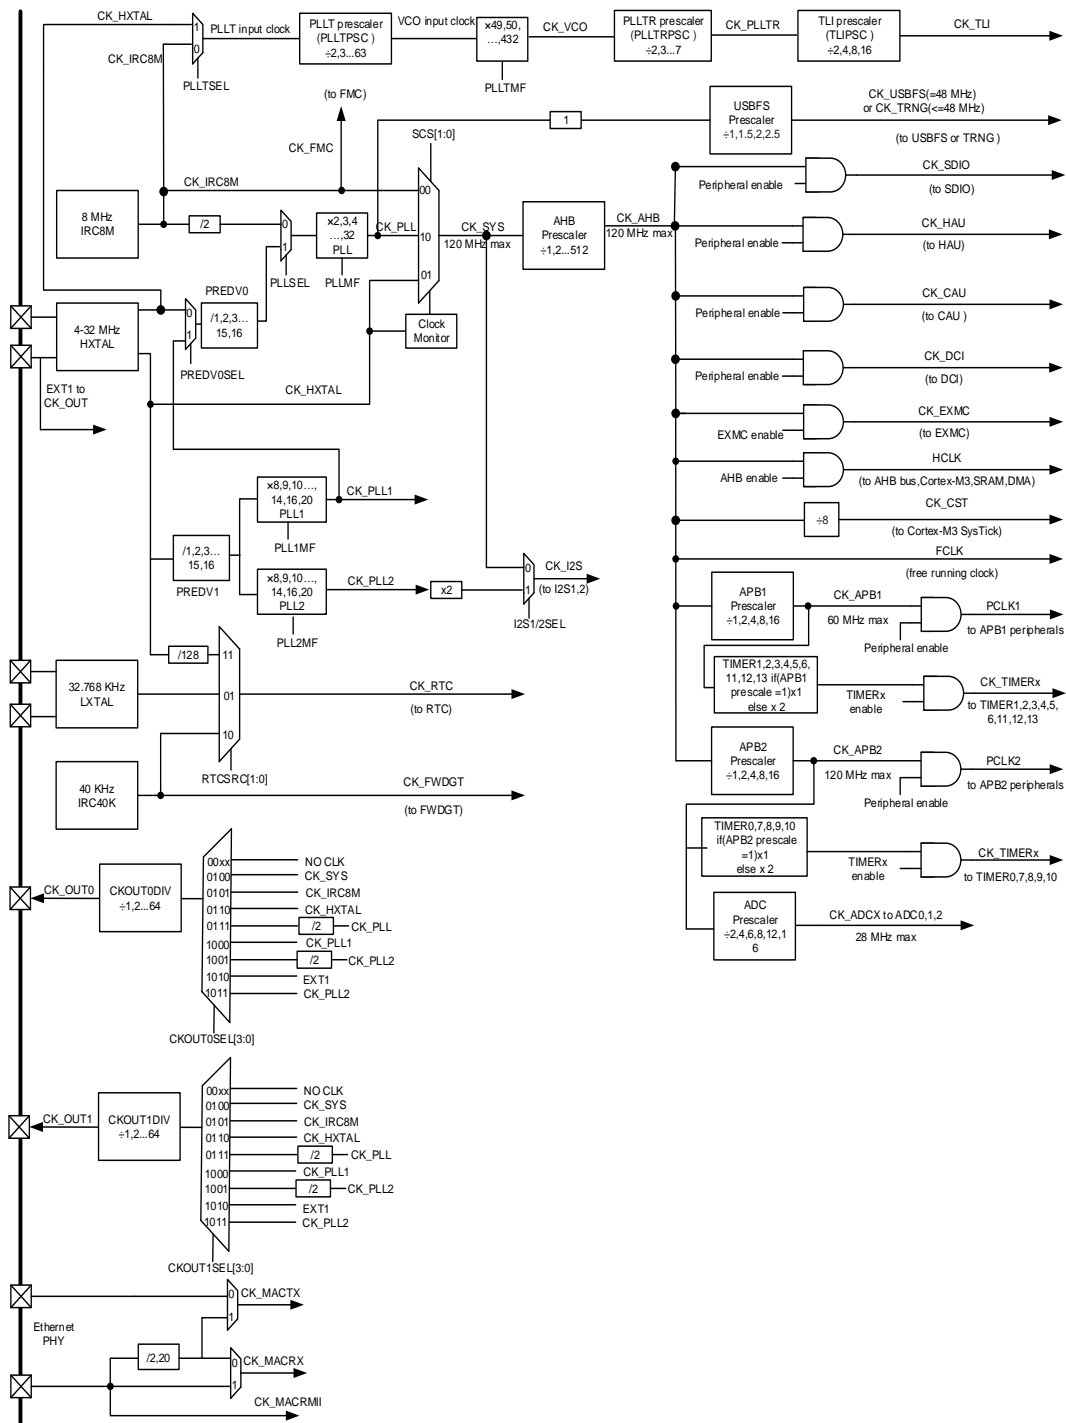 CK_HXTAL
1
0
PLLT input clock
CK_IRC8M
PLLTSEL
PLLT prescaler
(PLLTPSC )
÷2,3...63
VCO input clock
x49,50,
...,432
PLLTMF
CK_VCO
PLLTR prescaler
(PLLTRPSC)
÷2,3...7
CK_PLLTR
TLI prescaler
(TLIPSC)
÷2,4,8,16
CK_TLI
(to FMC)
CK_FMC
1
USBFS
Prescaler
÷1,1.5,2,2.5
CK_USBFS(=48 MHz)
or CK_TRNG(<=48 MHz)
(to USBFS or TRNG )
SCS[1:0]
CK_IRC8M
8 MHz
IRC8M
/2
0
1
PLLSEL
×2,3,4
...,32
PLL
PLLMF
CK_PLL
00
10
01
CK_SYS
120 MHz max
AHB
Prescaler
÷1,2...512
CK_AHB
120 MHz max
Clock
Monitor
Peripheral enable
CK_SDIO
(to SDIO)
Peripheral enable
CK_HAU
(to HAU)
Peripheral enable
CK_CAU
(to CAU )
Peripheral enable
CK_DCI
(to DCI)
EXMC enable
CK_EXMC
(to EXMC)
AHB enable
HCLK
(to AHB bus,Cortex-M3,SRAM,DMA)
÷8
CK_CST
(to Cortex-M3 SysTick)
FCLK
(free running clock)
4-32 MHz
HXTAL
EXT1 to
CK_OUT
0
1
PREDV0SEL
PREDV0
/1,2,3...
15,16
CK_HXTAL
×8,9,10...,
14,16,20
PLL1
PLL1MF
CK_PLL1
/1,2,3...
15,16
PREDV1
×8,9,10...,
14,16,20
PLL2
PLL2MF
CK_PLL2
x2
0
1
CK_I2S
(to I2S1,2)
I2S1/2SEL
APB1
Prescaler
÷1,2,4,8,16
CK_APB1
60 MHz max
Peripheral enable
PCLK1
to APB1 peripherals
TIMER1,2,3,4,5,6,
11,12,13 if(APB1
prescale =1)x1
else x 2
TIMERx
enable
CK_TIMERx
to TIMER1,2,3,4,5,
6,11,12,13
APB2
Prescaler
÷1,2,4,8,16
CK_APB2
120 MHz max
Peripheral enable
PCLK2
to APB2 peripherals
TIMER0,7,8,9,10
if(APB2 prescale
=1)x1
else x 2
TIMERx
enable
CK_TIMERx
to TIMER0,7,8,9,10
ADC
Prescaler
÷2,4,6,8,12,1
6
CK_ADCX to ADC0,1,2
28 MHz max
32.768 KHz
LXTAL
/128
11
01
10
RTCSRC[1:0]
CK_RTC
(to RTC)
40 KHz
IRC40K
CK_FWDGT
(to FWDGT)
CK_OUT0
CKOUT0DIV
÷1,2...64
00xx
NO CLK
0100
CK_SYS
0101
CK_IRC8M
0110
CK_HXTAL
0111
/2
CK_PLL
1000
CK_PLL1
1001
/2
CK_PLL2
1010
EXT1
1011
CK_PLL2
CKOUT0SEL[3:0]
CK_OUT1
CKOUT1DIV
÷1,2...64
00xx
NO CLK
0100
CK_SYS
0101
CK_IRC8M
0110
CK_HXTAL
0111
/2
CK_PLL
1000
CK_PLL1
1001
/2
CK_PLL2
1010
EXT1
1011
CK_PLL2
CKOUT1SEL[3:0]
0
1
CK_MACTX
Ethernet
PHY
/2,20
0
1
CK_MACRX
CK_MACRMII